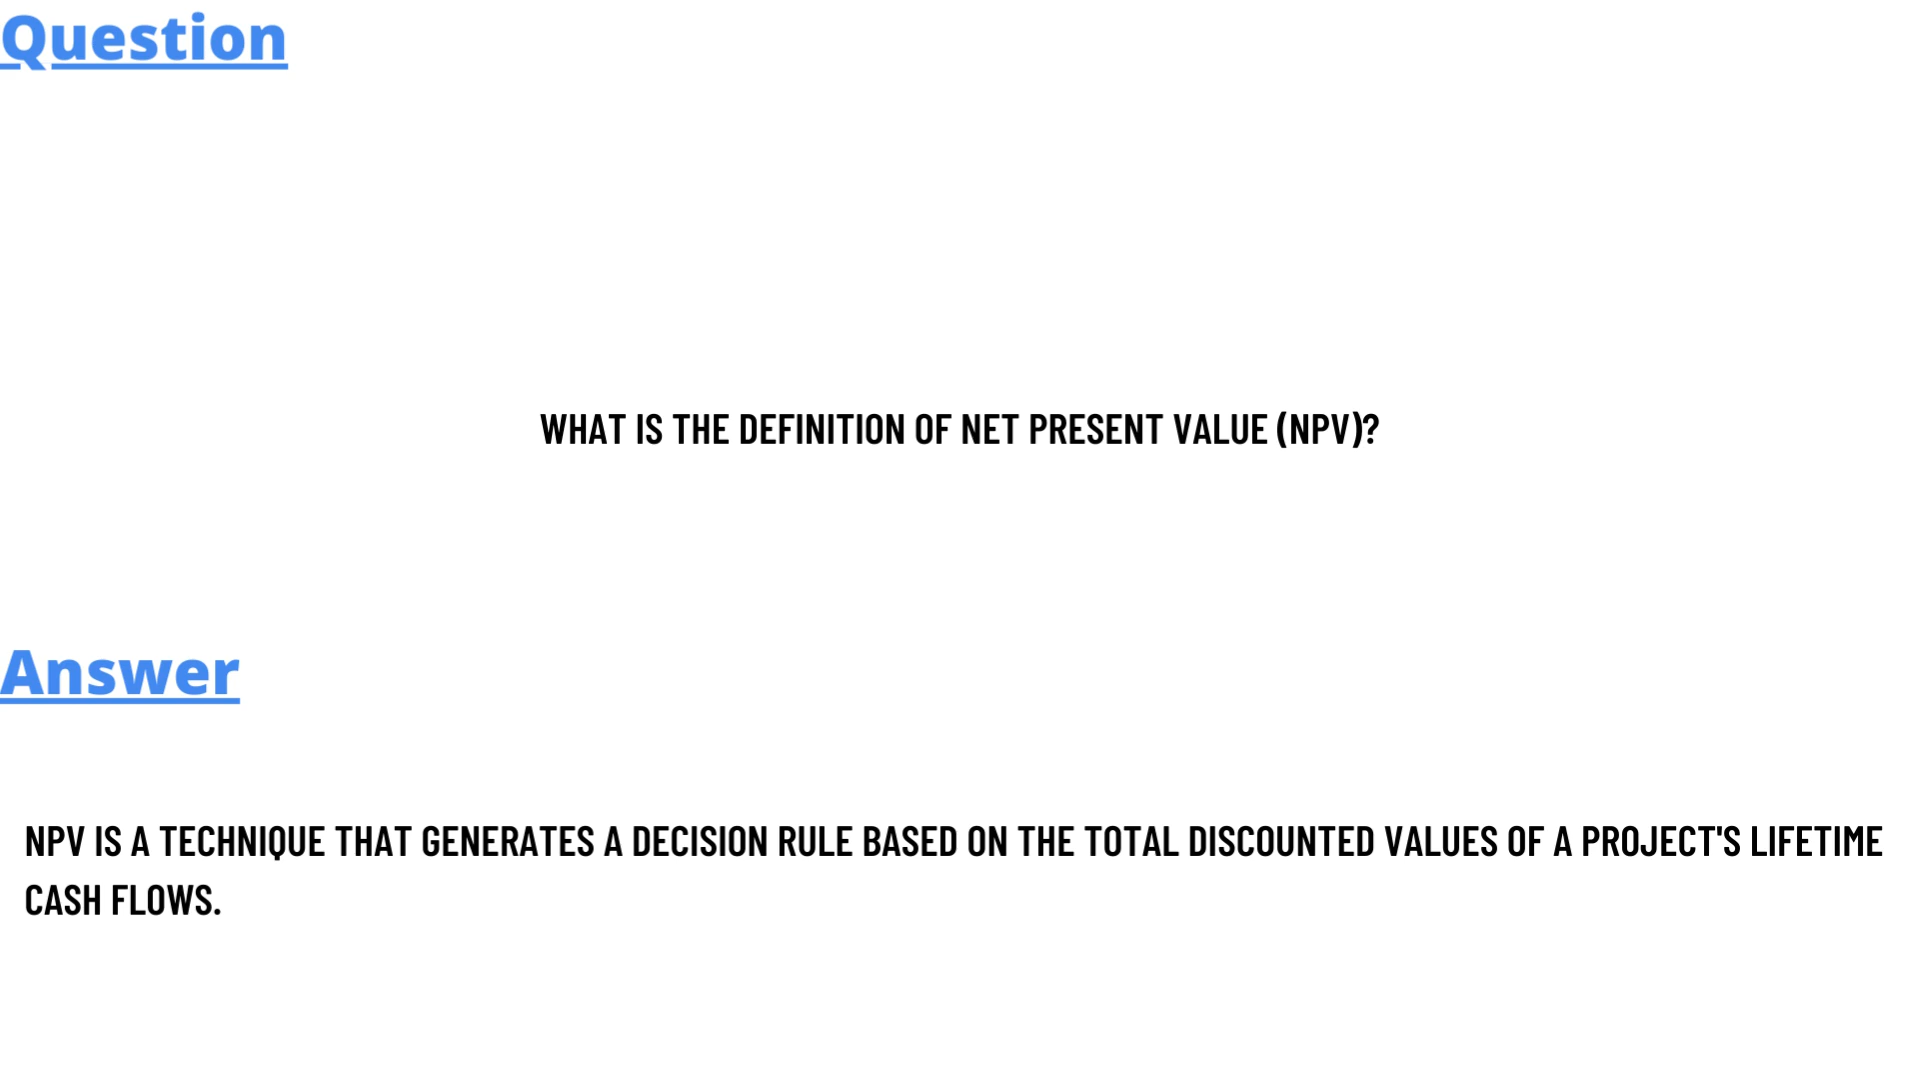 Question
WHAT IS THE DEFINITION OF NET PRESENT VALUE (NPV)?
Answer
NPV IS A TECHNIQUE THAT GENERATES A DECISION RULE BASED ON THE TOTAL DISCOUNTED VALUES OF A PROJECT'S LIFETIME
CASH FLOWS.